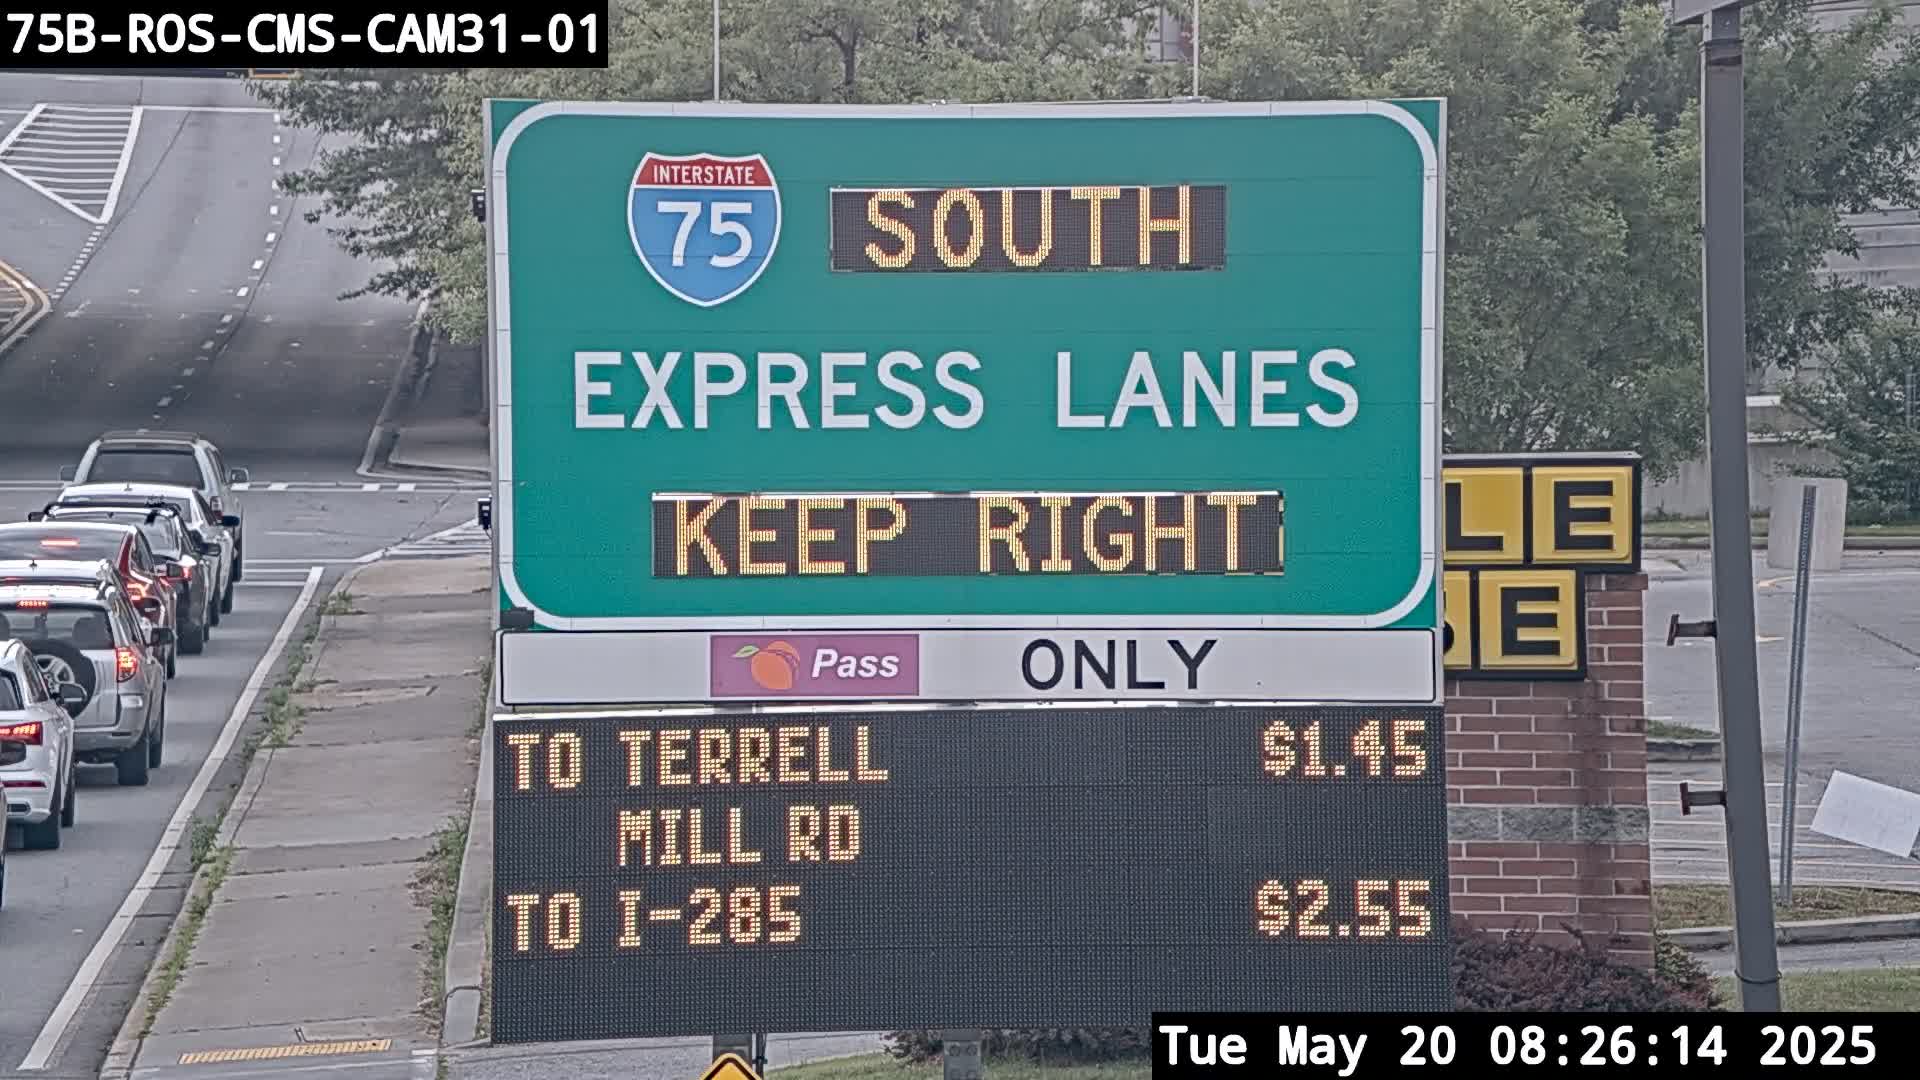 75B-ROS-CMS-CAM31-01
INTERSTATE
75
SOUTH
EXPRESS LANES
KEEP RIGHT
Pass ONLY
TO TERRELL $1.45
MILL RD
TO I-285 $2.55
LE
E
Tue May 20 08:26:14 2025